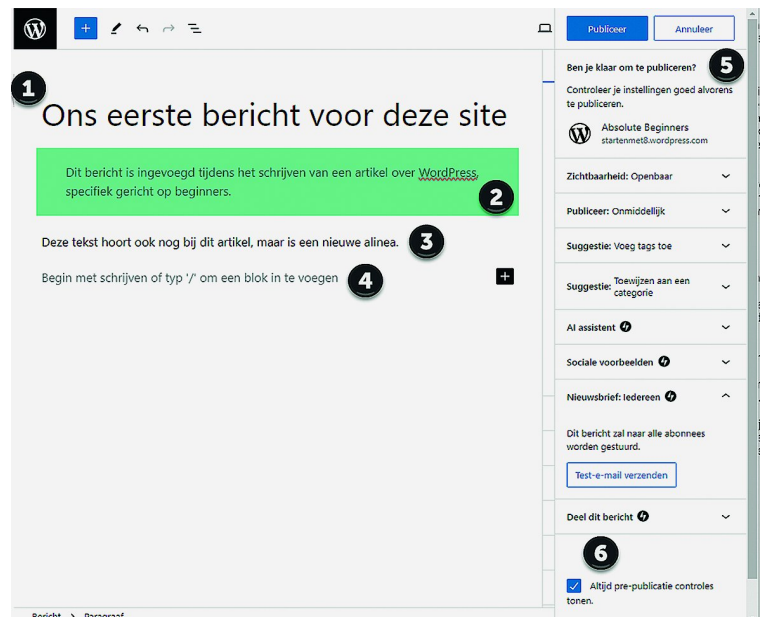 Publiceer
Annuleer
1
5
Ons eerste bericht voor deze site
Dit bericht is ingevoegd tijdens het schrijven van een artikel over WordPress,
specifiek gericht op beginners.
2
Deze tekst hoort ook nog bij dit artikel, maar is een nieuwe alinea.
3
Begin met schrijven of typ '/' om een blok in te voegen
4
Ben je klaar om te publiceren?
Controleer je instellingen goed alvorens
te publiceren.
Absolute Beginners
startenmet8.wordpress.com
Zichtbaarheid: Openbaar
Publiceer: Onmiddellijk
Suggestie: Voeg tags toe
Suggestie: Toewijzen aan een
categorie
AI assistent
Sociale voorbeelden
Nieuwsbrief: Iedereen
Dit bericht zal naar alle abonnees
worden gestuurd.
Test-e-mail verzenden
Deel dit bericht
6
Altijd pre-publicatie controles
tonen.
Bericht > Paragraaf